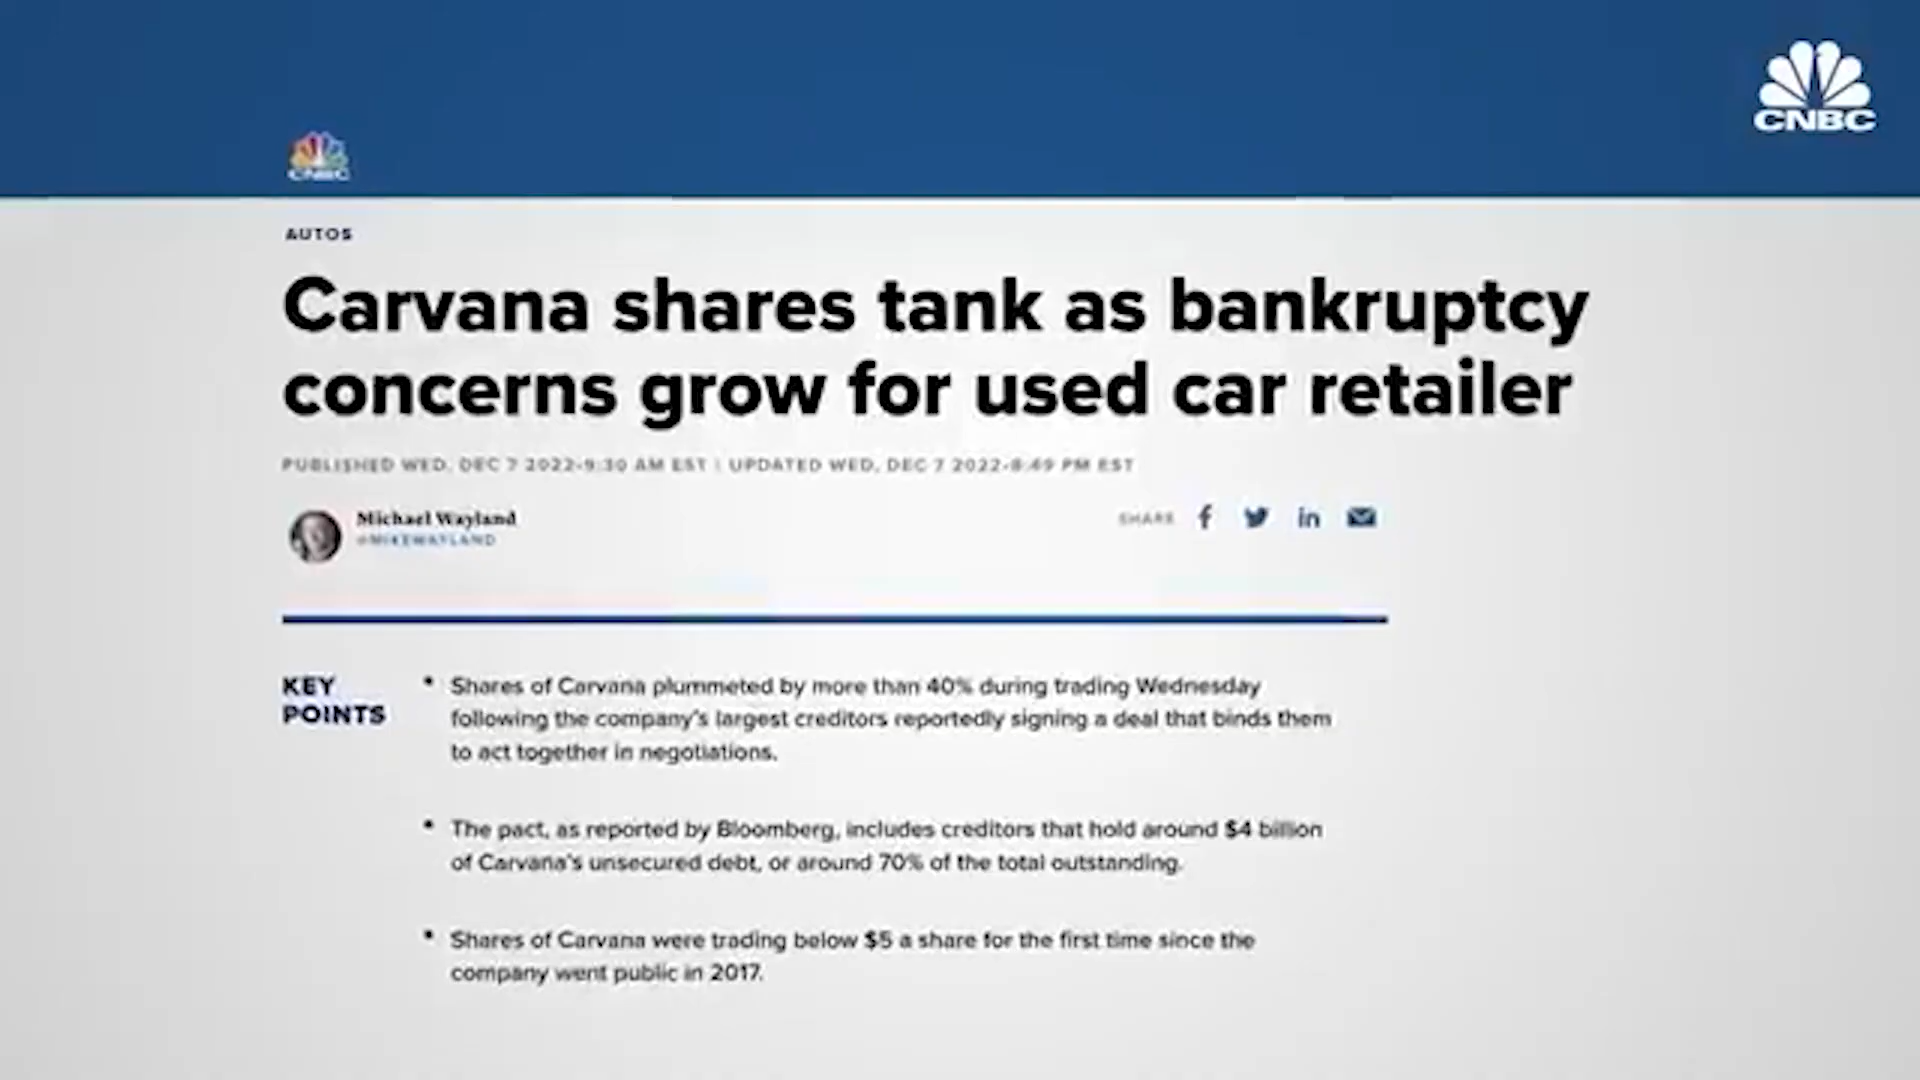 CNBC
CNBC
AUTOS
Carvana shares tank as bankruptcy
concerns grow for used car retailer
PUBLISHED WED, DEC 7 2022-9:30 AM EST | UPDATED WED, DEC 7 2022-8:49 PM EST
Michael Wayland
@MIKEWAYLAND
SHARE
KEY
POINTS
• Shares of Carvana plummeted by more than 40% during trading Wednesday
following the company's largest creditors reportedly signing a deal that binds them
to act together in negotiations.
• The pact, as reported by Bloomberg, includes creditors that hold around $4 billion
of Carvana's unsecured debt, or around 70% of the total outstanding.
• Shares of Carvana were trading below $5 a share for the first time since the
company went public in 2017.